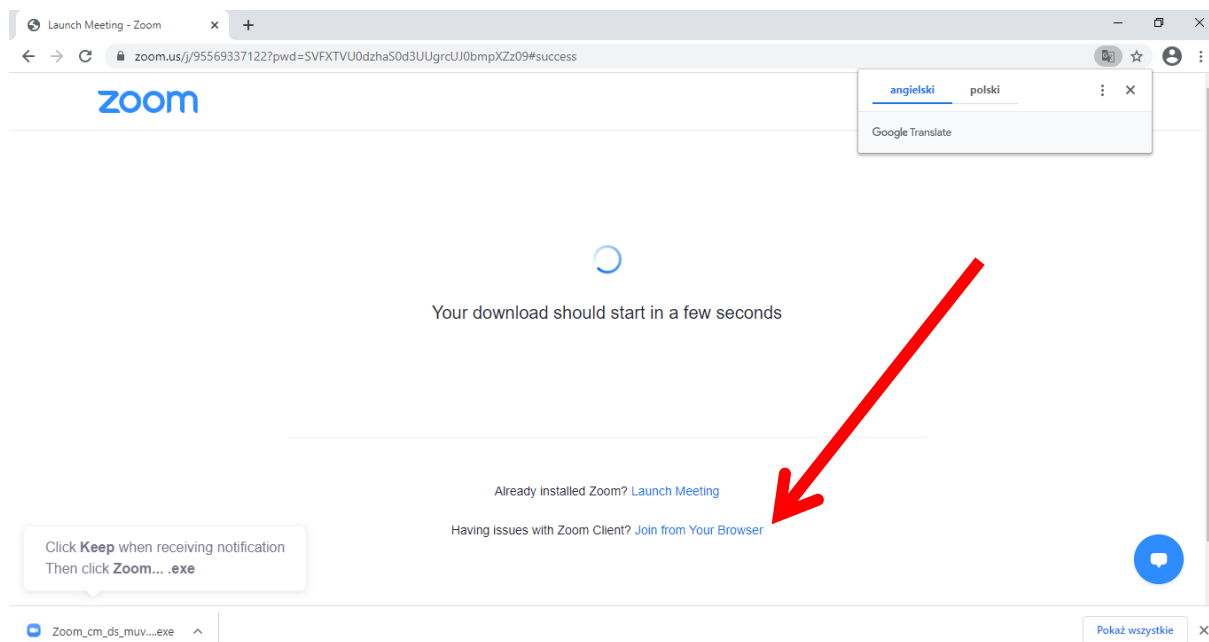 Launch Meeting - Zoom
zoom.us/j/95569337122?pwd=SVFXTVU0dzhaS0d3UUgrcUJ0bmpXZz09#success
zoom
angielski polski
Google Translate
Your download should start in a few seconds
Already installed Zoom? Launch Meeting
Having issues with Zoom Client? Join from Your Browser
Click Keep when receiving notification
Then click Zoom... .exe
Zoom_cm_ds_muv....exe
Pokaż wszystkie